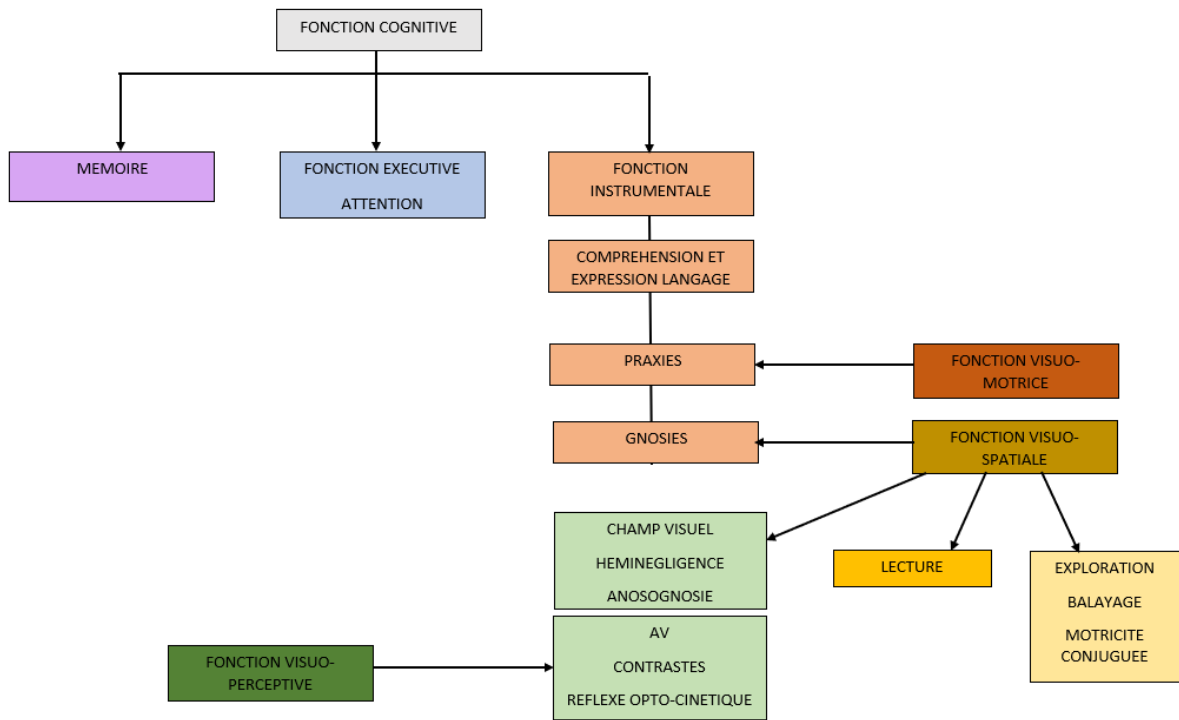 FONCTION COGNITIVE
MEMOIRE
FONCTION EXECUTIVE
ATTENTION
FONCTION
INSTRUMENTALE
COMPREHENSION ET
EXPRESSION LANGAGE
PRAXIES
FONCTION VISUO-
MOTRICE
GNOSIES
FONCTION VISUO-
SPATIALE
CHAMP VISUEL
HEMINEGLIGENCE
ANOSOGNOSIE
LECTURE
EXPLORATION
BALAYAGE
MOTRICITE
CONJUGUEE
FONCTION VISUO-
PERCEPTIVE
AV
CONTRASTES
REFLEXE OPTO-CINETIQUE